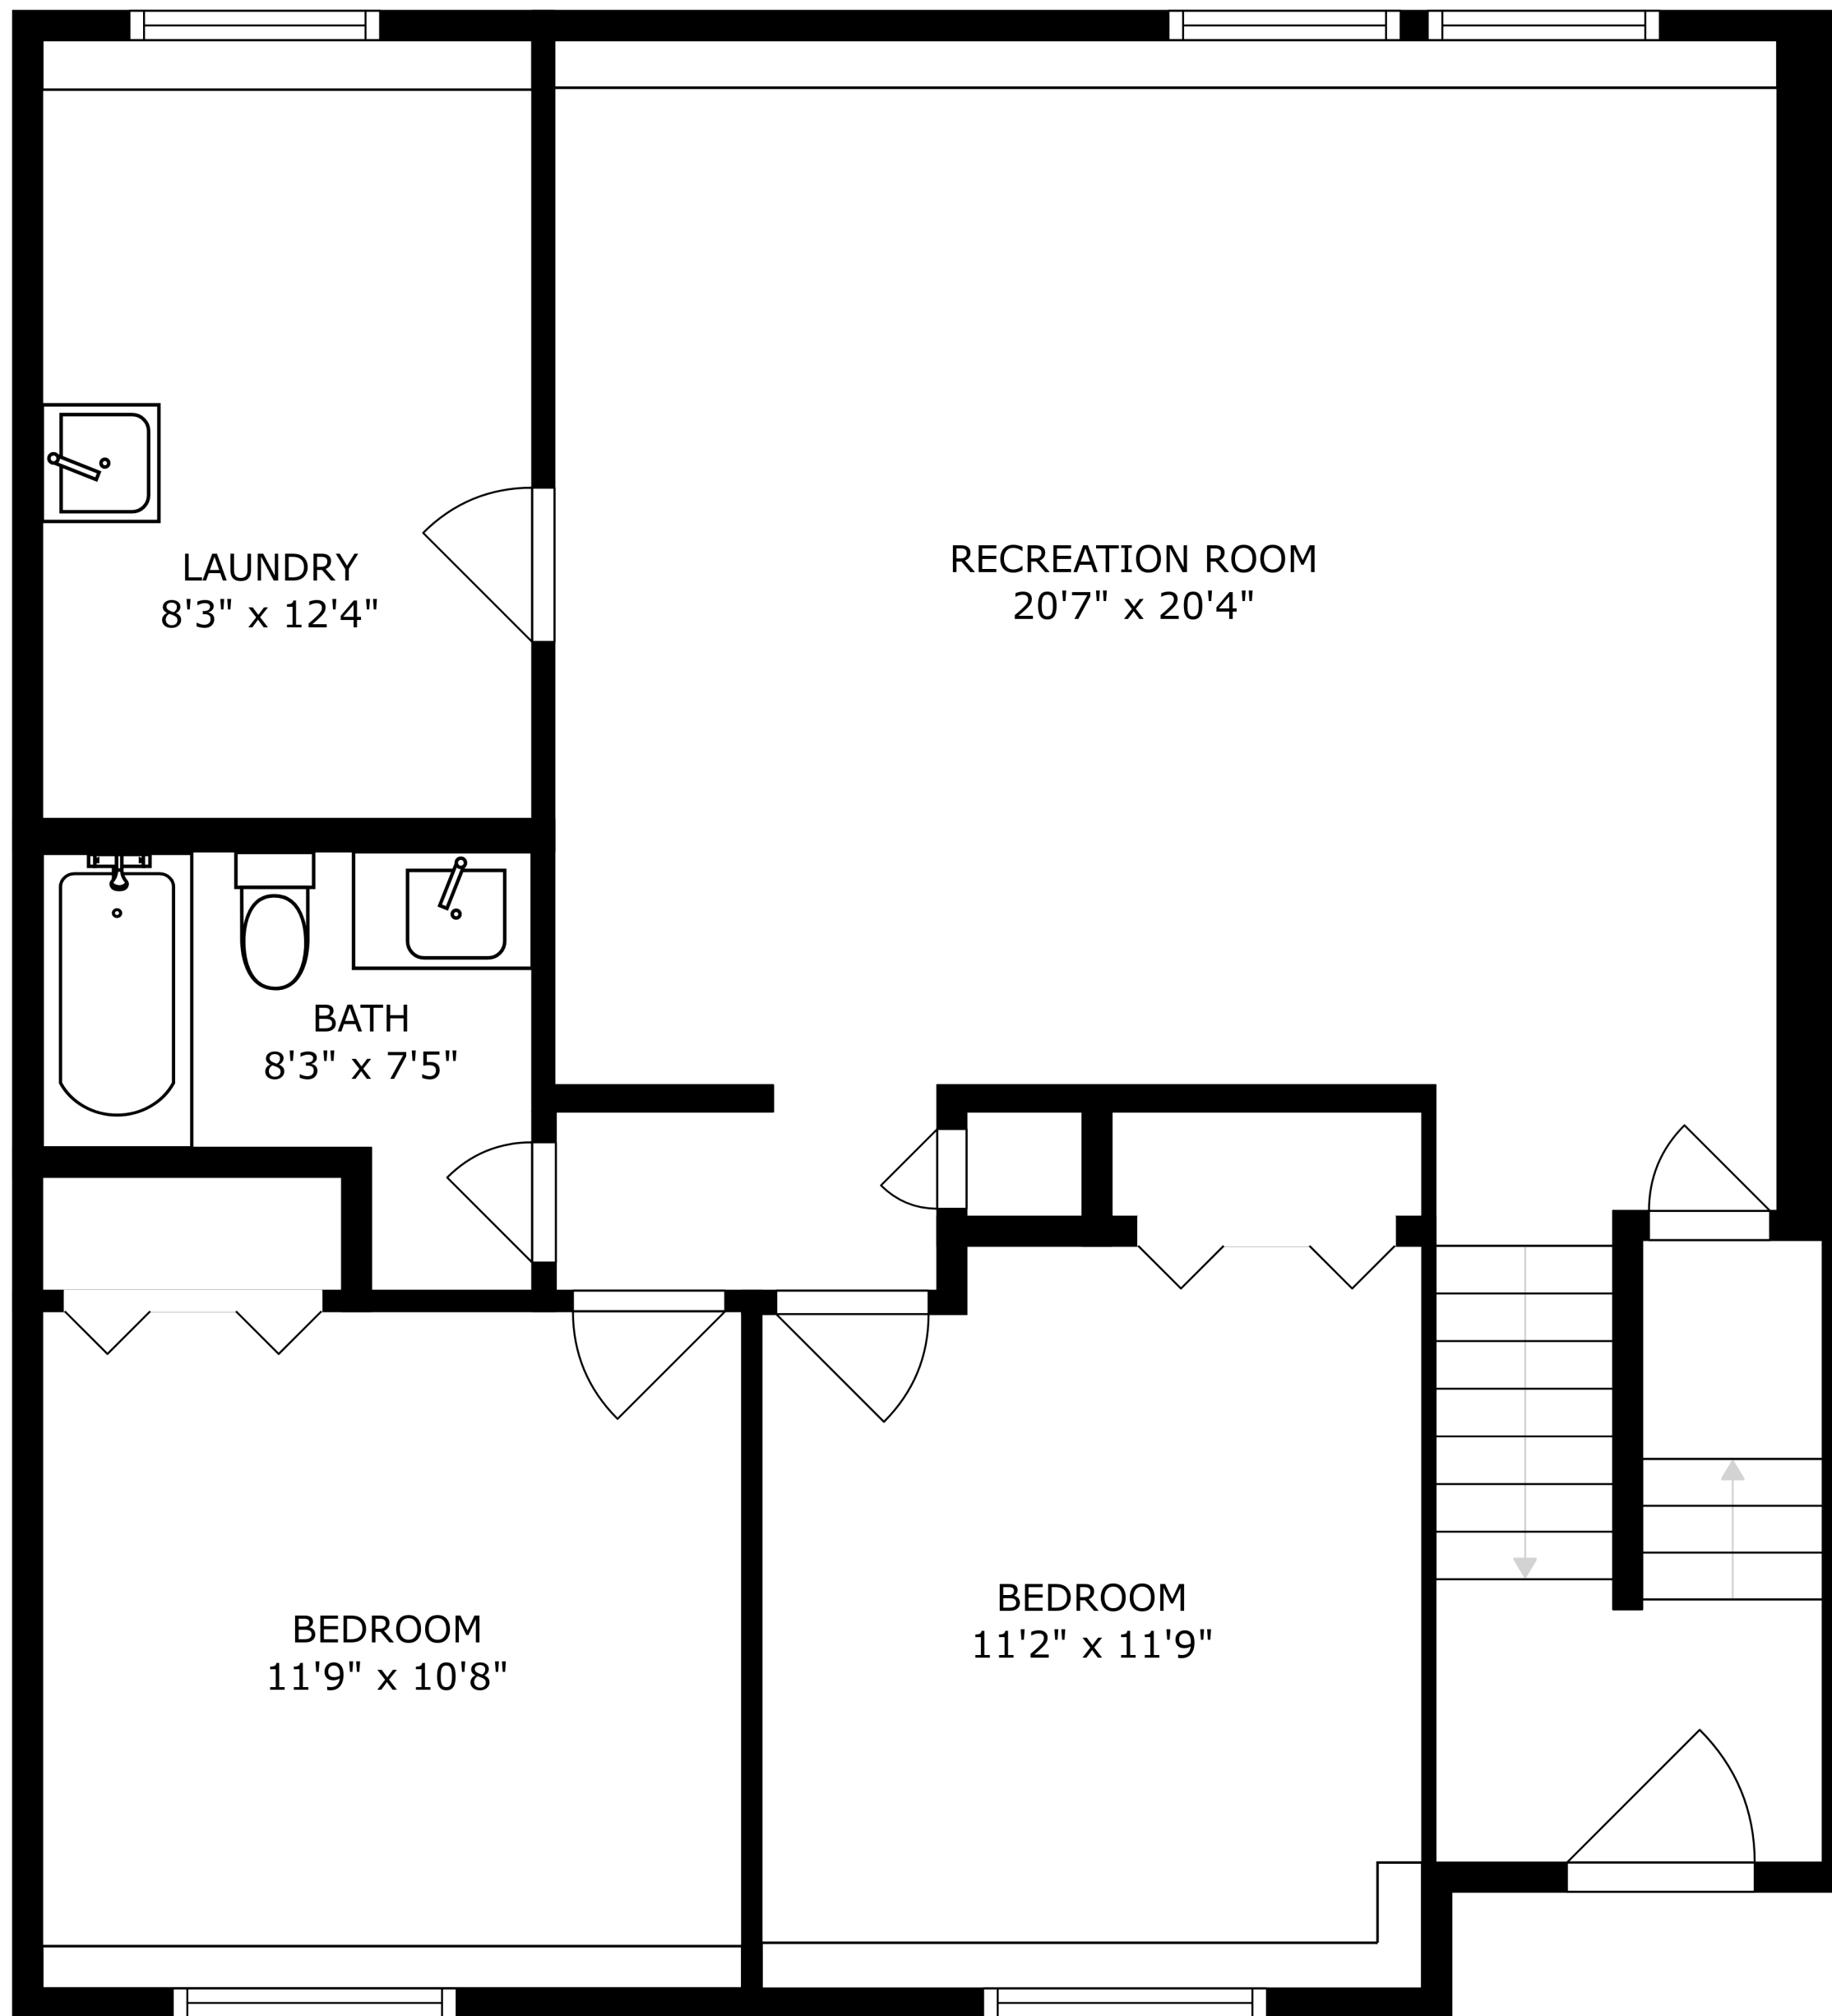 LAUNDRY
8'3" x 12'4"
RECREATION ROOM
20'7" x 20'4"
BATH
8'3" x 7'5"
BEDROOM
11'9" x 10'8"
BEDROOM
11'2" x 11'9"